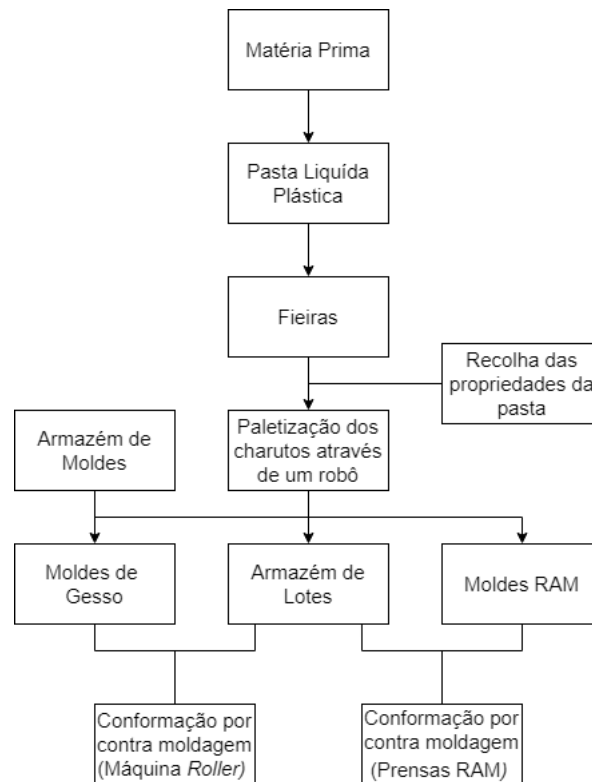 Matéria Prima
Pasta Liquída
Plástica
Fieiras
Recolha das
propriedades da
pasta
Armazém de
Moldes
Paletização dos
charutos através
de um robô
Moldes de
Gesso
Armazém de
Lotes
Moldes RAM
Conformação por
contra moldagem
(Máquina Roller)
Conformação por
contra moldagem
(Prensas RAM)